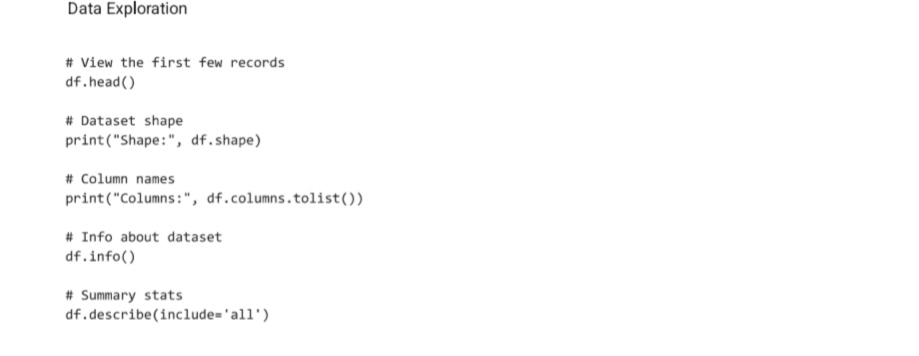 Data Exploration
# View the first few records
df.head()
# Dataset shape
print("Shape:", df.shape)
# Column names
print("Columns:", df.columns.tolist())
# Info about dataset
df.info()
# Summary stats
df.describe(include='all')